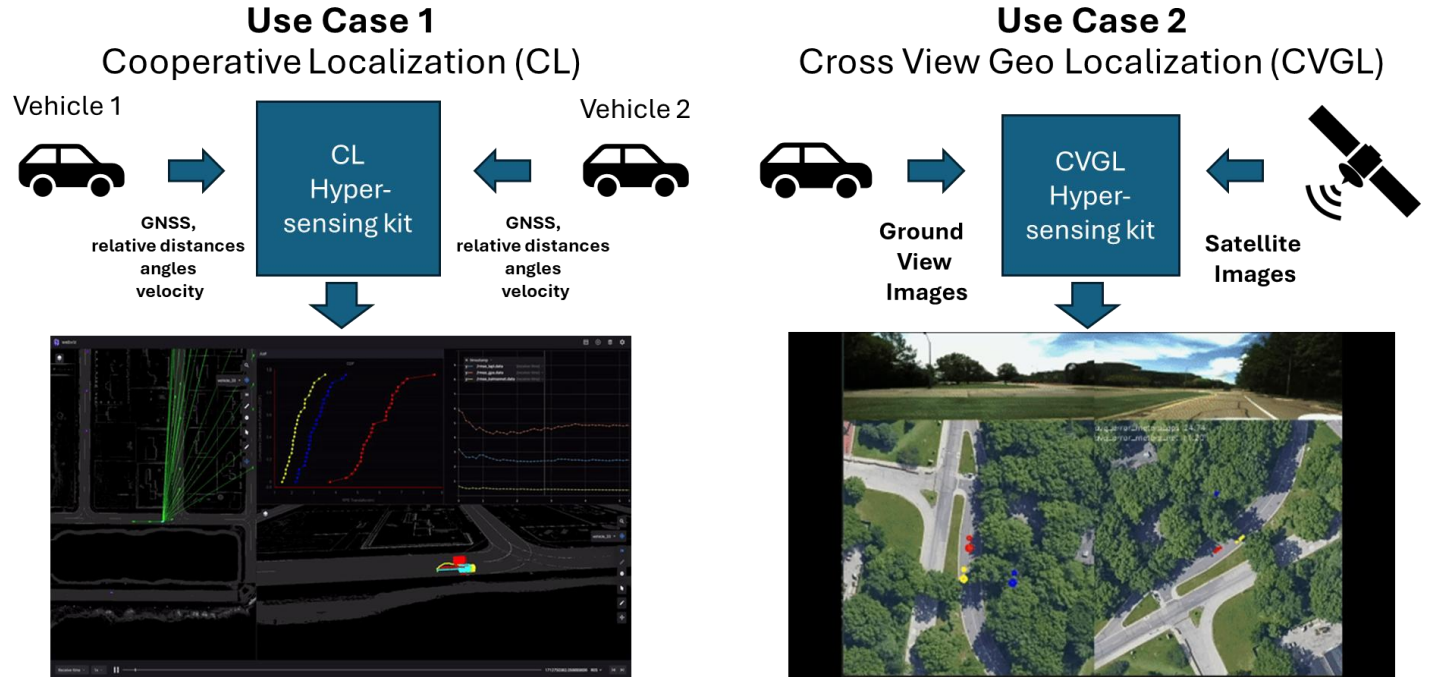 Use Case 1
Cooperative Localization (CL)
Vehicle 1
Vehicle 2
CL
Hyper-
sensing kit
GNSS,
relative distances
angles
velocity
GNSS,
relative distances
angles
velocity
Use Case 2
Cross View Geo Localization (CVGL)
CVGL
Hyper-
sensing kit
Ground
View
Images
Satellite
Images